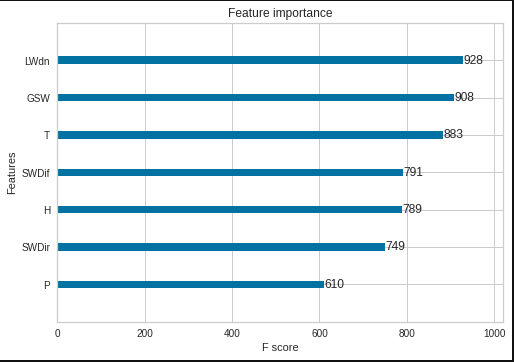 Feature importance
Features
LWdn 928
GSW 908
T 883
SWDif 791
H 789
SWDir 749
P 610
0 200 400 600 800 1000
F score